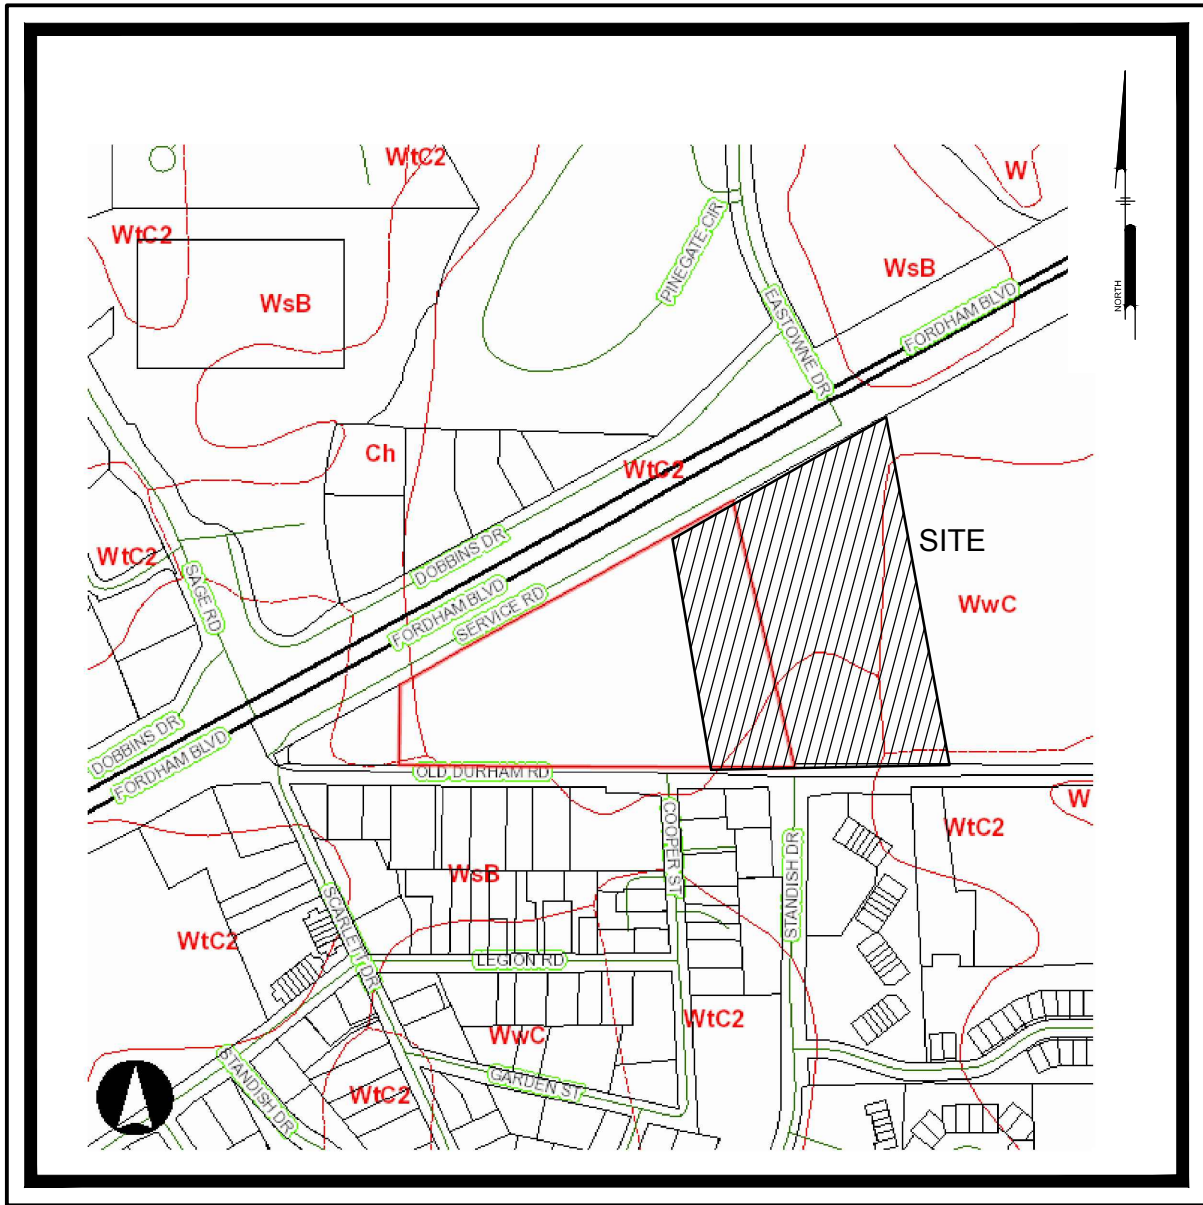 WtC2
W
WtC2
PINEGATE CIR
WsB
NORTH
WsB
EASTOWNE DR
FORDHAM BLVD
Ch
WtC2
SITE
WtC2
DOBBINS DR
SAGE RD
FORDHAM BLVD
SERVICE RD
WwC
DOBBINS DR
FORDHAM BLVD
OLD DURHAM RD
W
COOPER ST
WtC2
STANDISH DR
WsB
SCARLETT DR
WtC2
LEGION RD
WtC2
WwC
STANDISH DR
GARDEN ST
WtC2